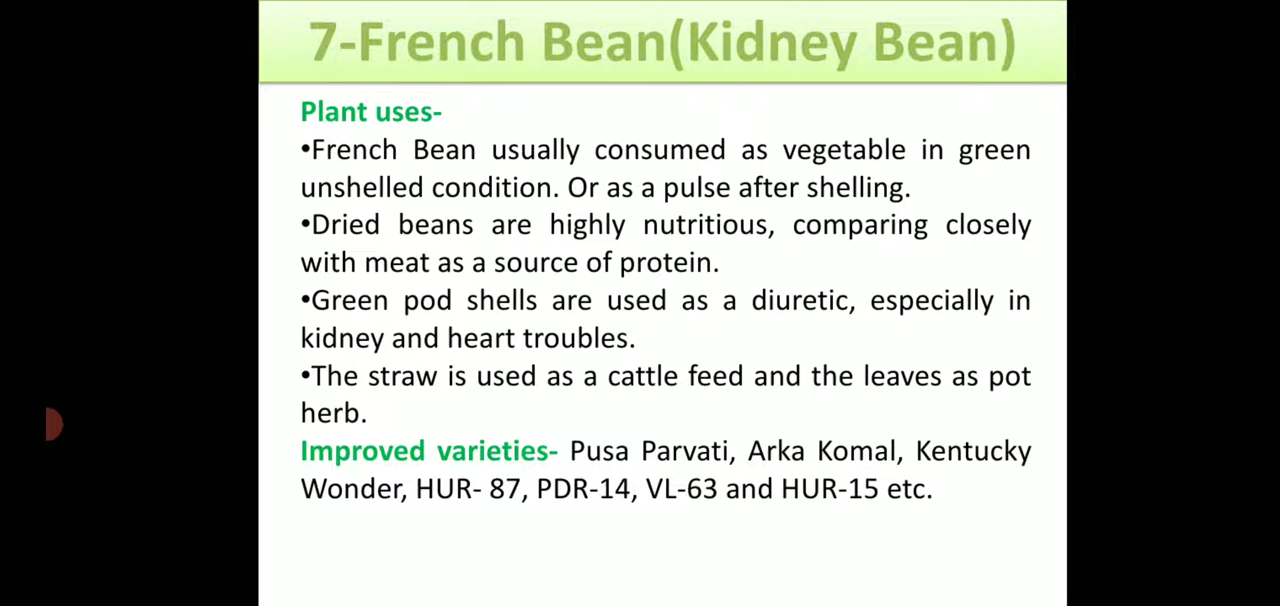 7-French Bean(Kidney Bean)
Plant uses-
•French Bean usually consumed as vegetable in green
unshelled condition. Or as a pulse after shelling.
•Dried beans are highly nutritious, comparing closely
with meat as a source of protein.
•Green pod shells are used as a diuretic, especially in
kidney and heart troubles.
•The straw is used as a cattle feed and the leaves as pot
herb.
Improved varieties- Pusa Parvati, Arka Komal, Kentucky
Wonder, HUR- 87, PDR-14, VL-63 and HUR-15 etc.